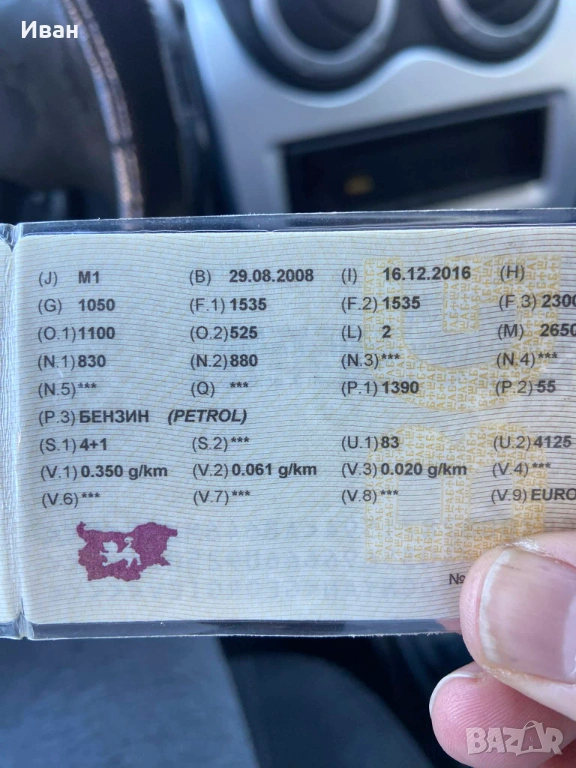 Иван
(J) M1 (B) 29.08.2008 (I) 16.12.2016 (H)
(G) 1050 (F.1) 1535 (F.2) 1535 (F.3) 2300
(O.1) 1100 (O.2) 525 (L) 2 (M) 2650
(N.1) 830 (N.2) 880 (N.3) *** (N.4) ***
(N.5) *** (Q) *** (P.1) 1390 (P.2) 55
(P.3) БЕНЗИН (PETROL)
(S.1) 4+1 (S.2) *** (U.1) 83 (U.2) 4125
(V.1) 0.350 g/km (V.2) 0.061 g/km (V.3) 0.020 g/km (V.4) ***
(V.6) *** (V.7) *** (V.8) *** (V.9) EURO
BG
№
BAZAR